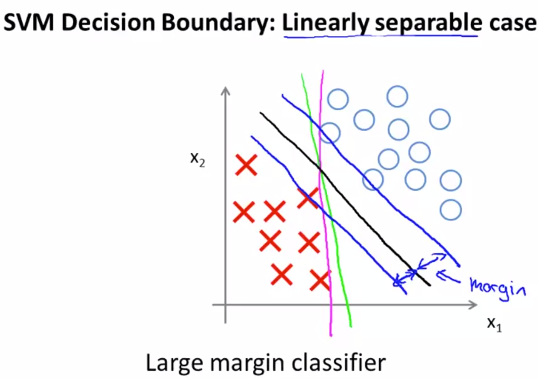 SVM Decision Boundary: Linearly separable case
x2
margin
x1
Large margin classifier